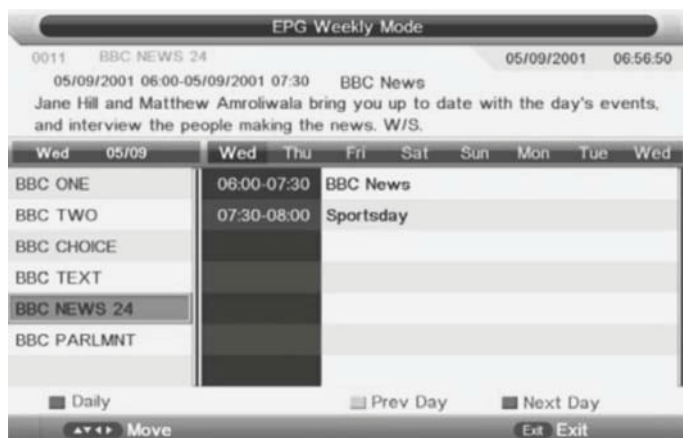 EPG Weekly Mode
0011 BBC NEWS 24 05/09/2001 06:56:50
05/09/2001 06:00-05/09/2001 07:30 BBC News
Jane Hill and Matthew Amroliwala bring you up to date with the day's events,
and interview the people making the news. W/S.
Wed 05/09 Wed Thu Fri Sat Sun Mon Tue Wed
BBC ONE 06:00-07:30 BBC News
BBC TWO 07:30-08:00 Sportsday
BBC CHOICE
BBC TEXT
BBC NEWS 24
BBC PARLMNT
Daily Prev Day Next Day
Move Exit Exit